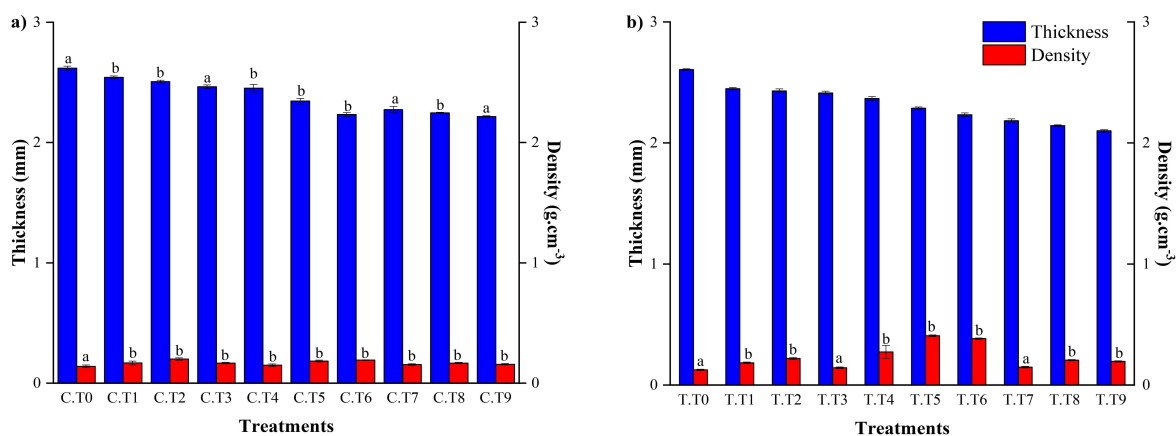 a)
3
2
1
0
Thickness (mm)
a b b a b b b a b a
a b b b b b b b b b
C.T0 C.T1 C.T2 C.T3 C.T4 C.T5 C.T6 C.T7 C.T8 C.T9
Treatments
3
2
1
0
Density (g.cm-3)
b)
3
2
1
0
Thickness (mm)
Thickness
Density
a b b a b b b a b b
T.T0 T.T1 T.T2 T.T3 T.T4 T.T5 T.T6 T.T7 T.T8 T.T9
Treatments
3
2
1
0
Density (g.cm-3)